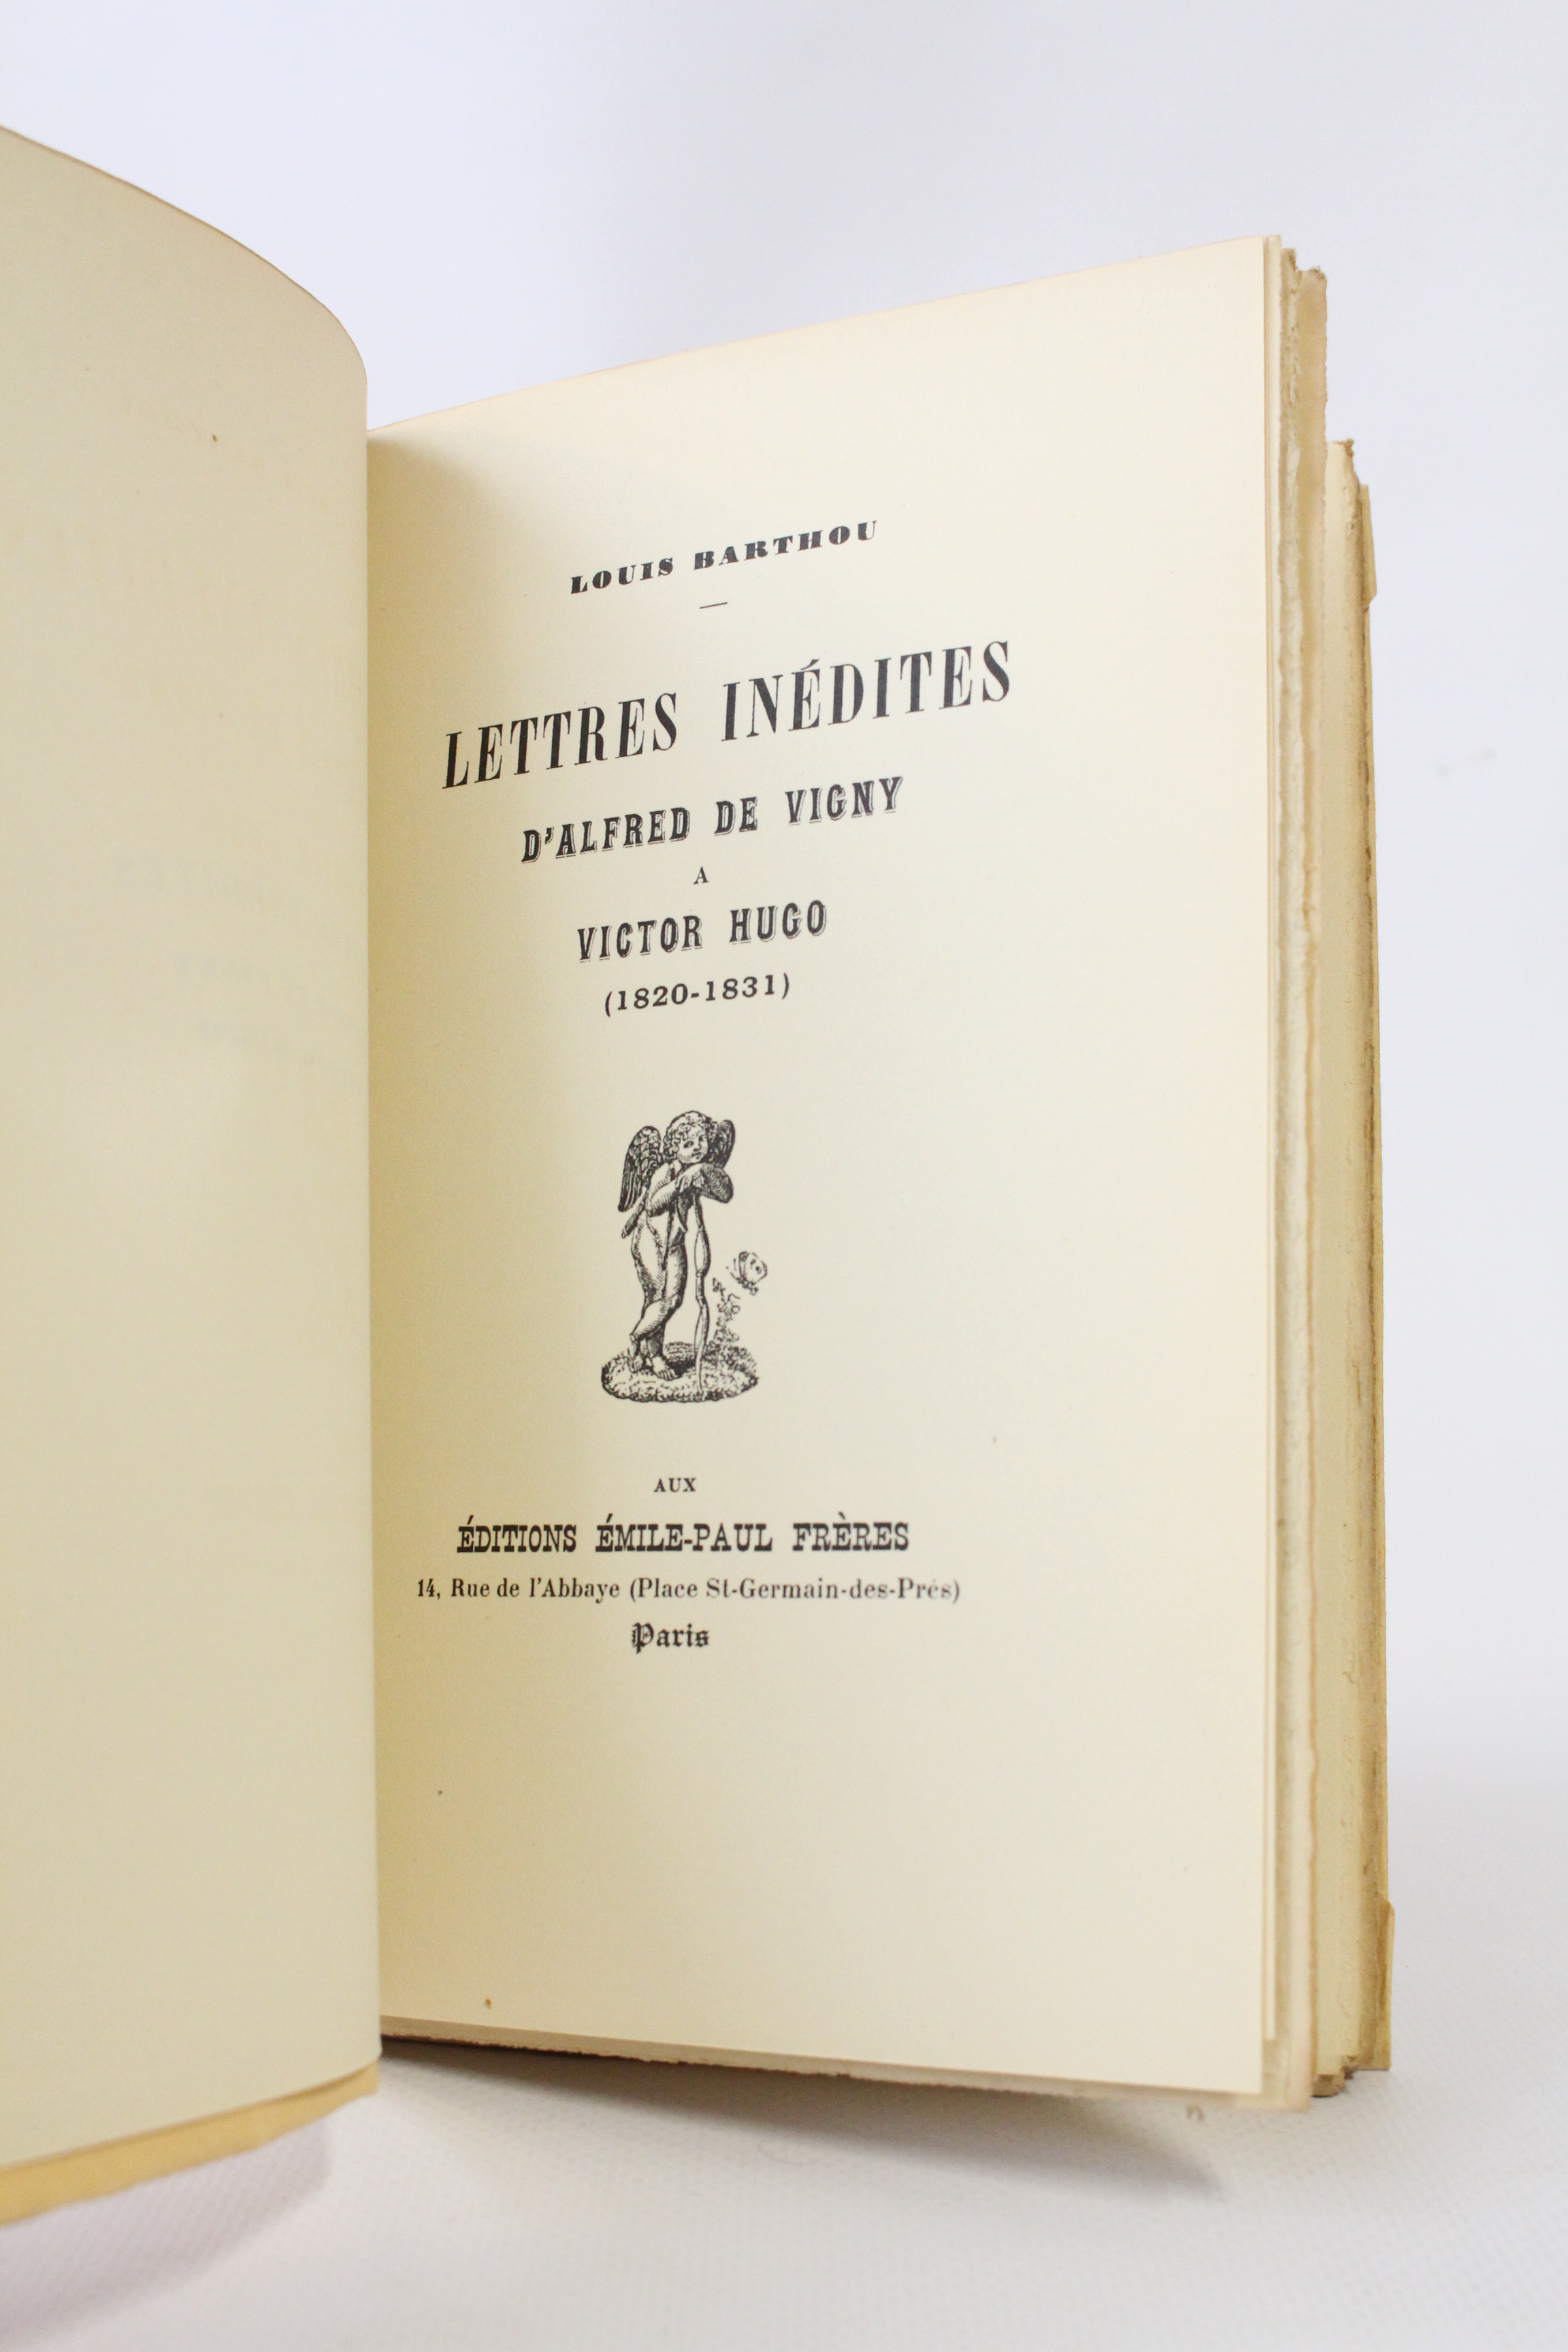 LOUIS BARTHOU
LETTRES INÉDITES
D'ALFRED DE VIGNY
A
VICTOR HUGO
(1820-1831)
AUX
ÉDITIONS ÉMILE-PAUL FRÈRES
14, Rue de l'Abbaye (Place St-Germain-des-Prés)
Paris